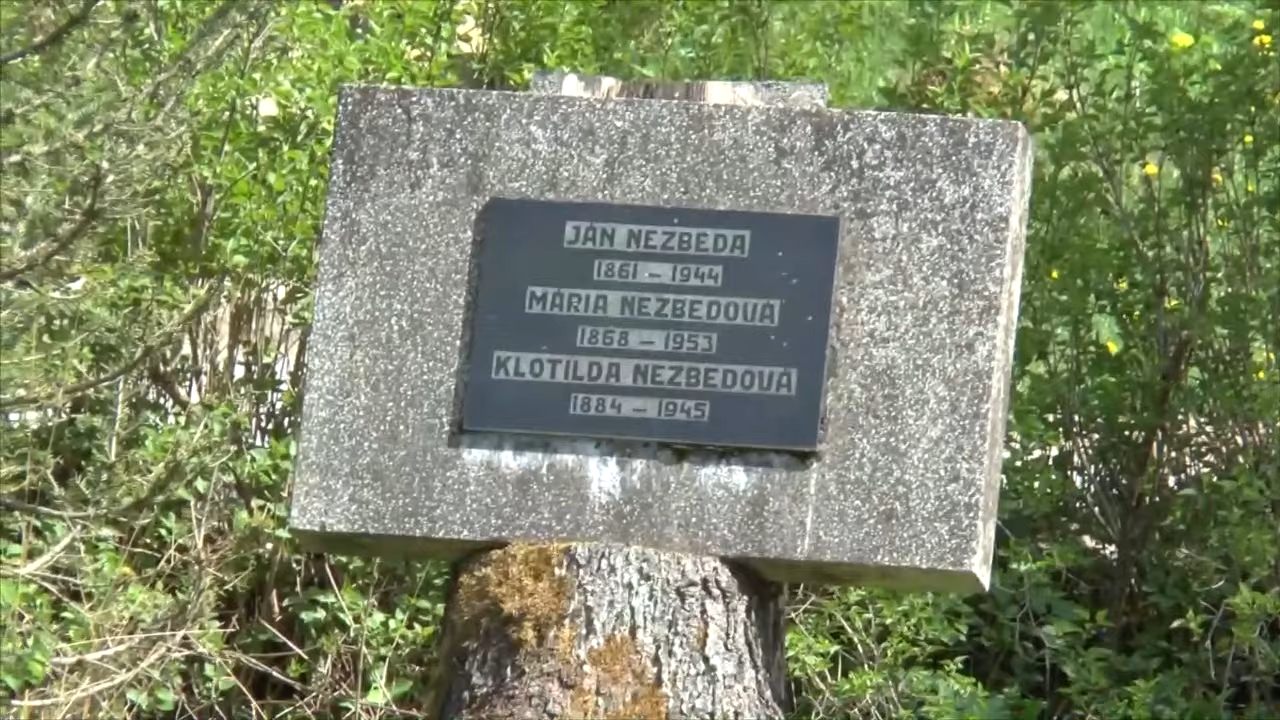 JÁN NEZBEDA
1861 – 1944
MÁRIA NEZBEDOVÁ
1868 – 1953
KLOTILDA NEZBEDOVÁ
1884 – 1945